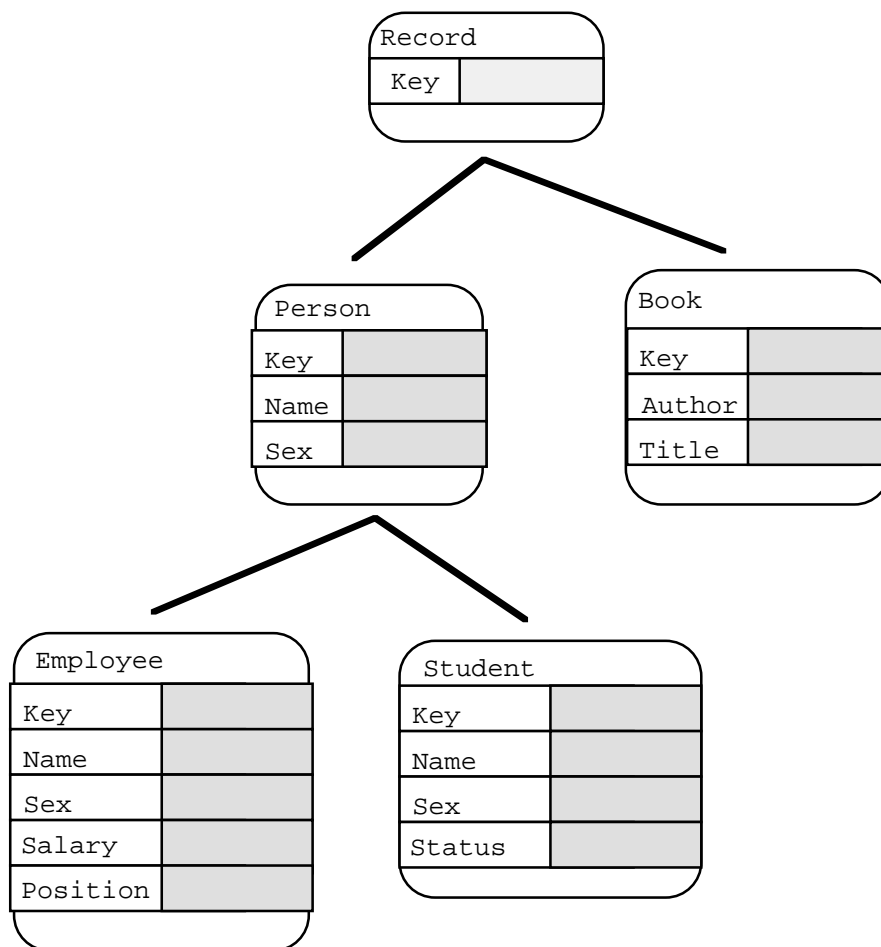 Record
Key
Person
Key
Name
Sex
Book
Key
Author
Title
Employee
Key
Name
Sex
Salary
Position
Student
Key
Name
Sex
Status